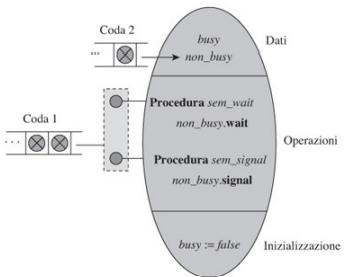 Coda 2
busy
Dati
...
non_busy
Procedura sem_wait
Coda 1
non_busy.wait
...
Operazioni
Procedura sem_signal
non_busy.signal
busy := false
Inizializzazione